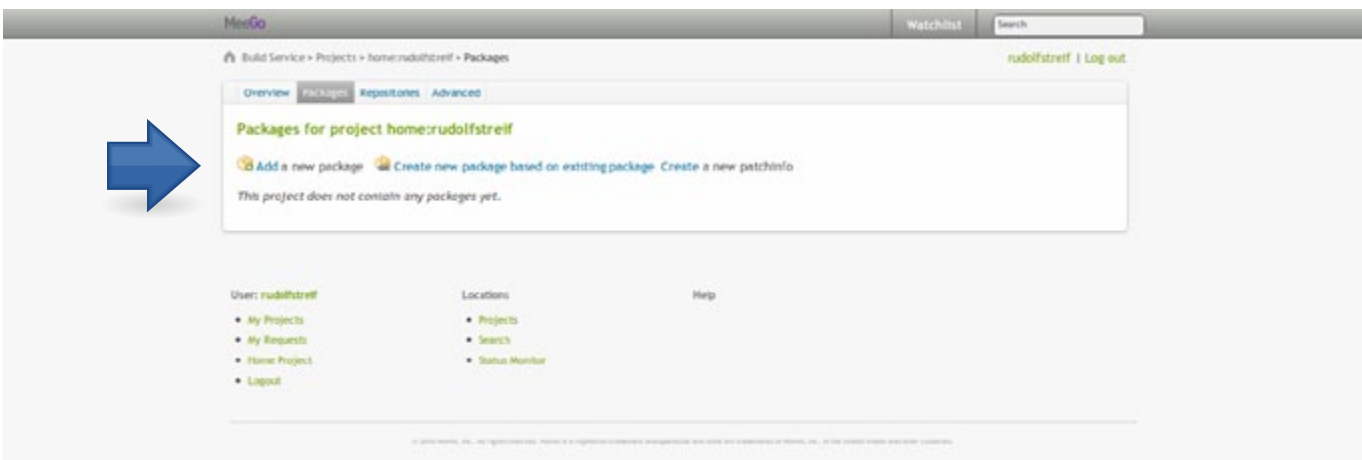 MeeGo
Watchlist
Search
Build Service » Projects » home:rudolfstreif » Packages
rudolfstreif | Log out
Overview Packages Repositories Advanced
Packages for project home:rudolfstreif
Add a new package Create new package based on existing package Create a new patchinfo
This project does not contain any packages yet.
User: rudolfstreif
Locations
Help
• My Projects
• Projects
• My Requests
• Search
• Home Project
• Status Monitor
• Logout